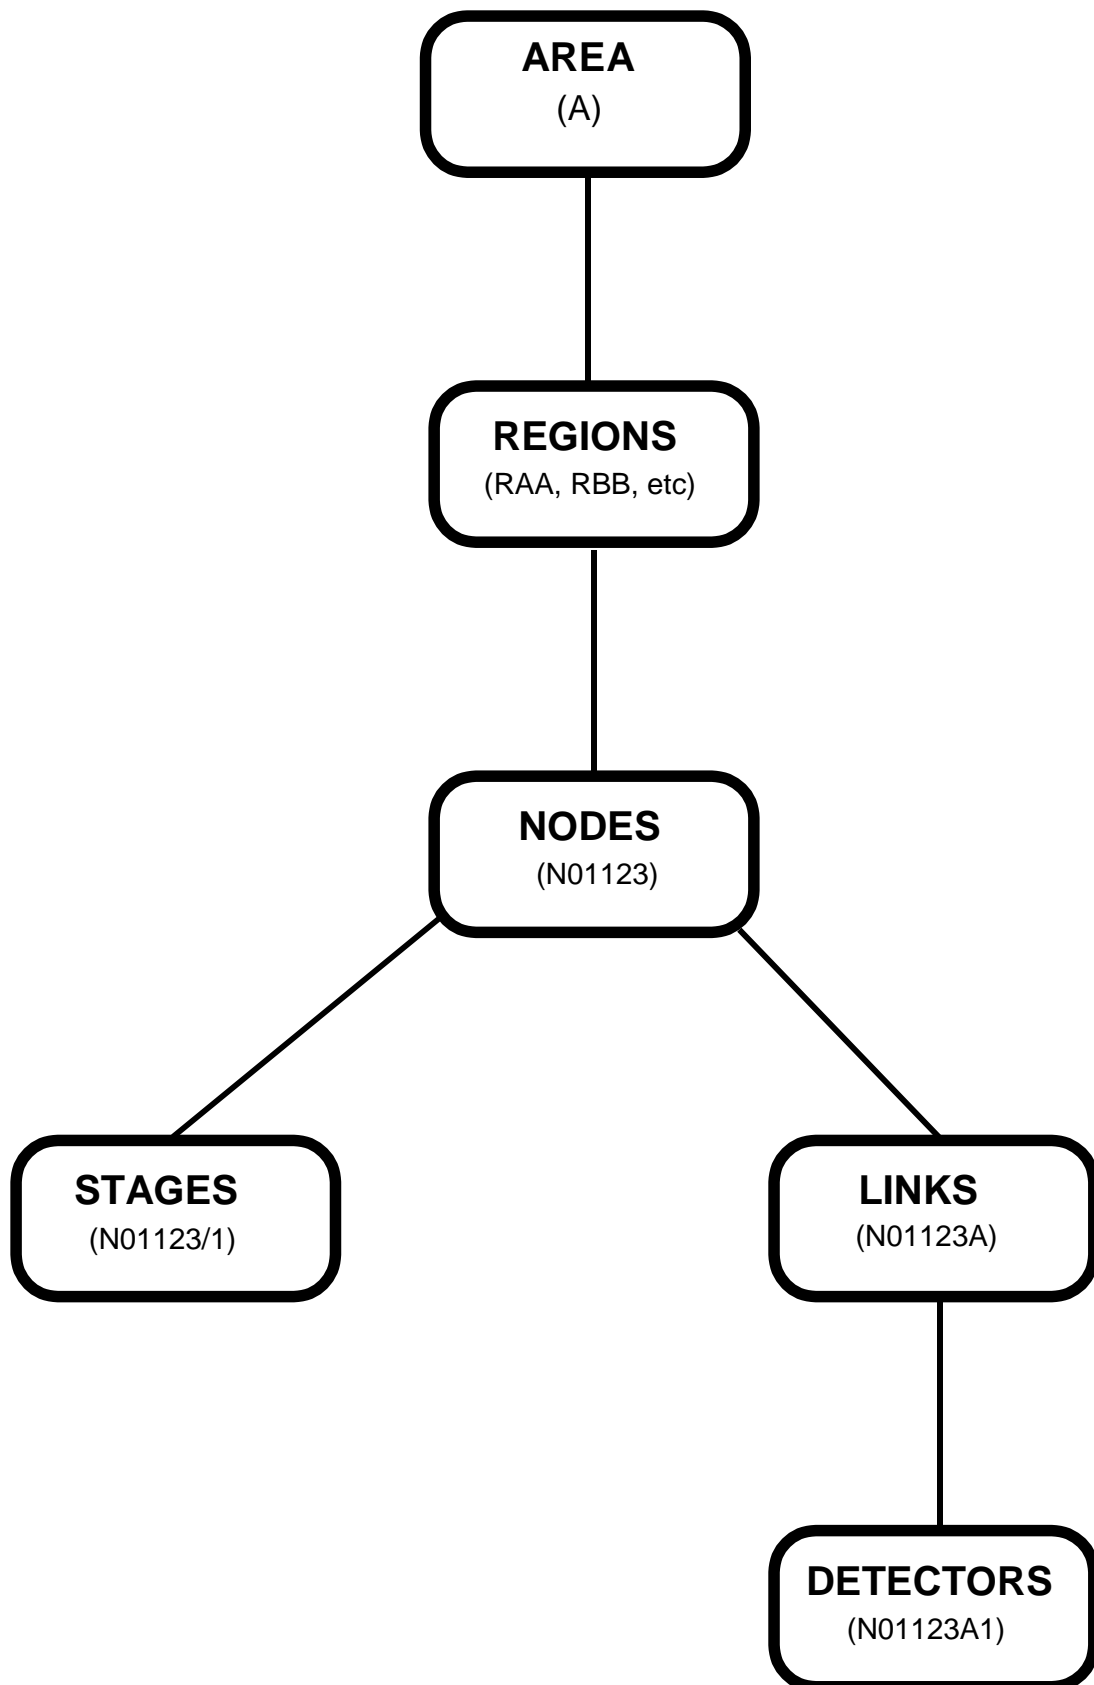 AREA
(A)
REGIONS
(RAA, RBB, etc)
NODES
(N01123)
STAGES
(N01123/1)
LINKS
(N01123A)
DETECTORS
(N01123A1)